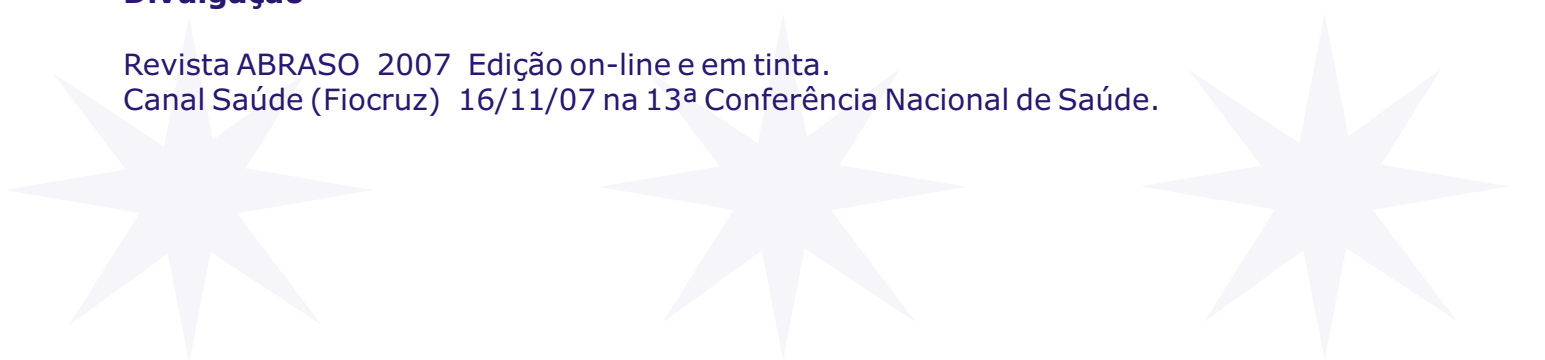 Divulgação
Revista ABRASO 2007 Edição on-line e em tinta.
Canal Saúde (Fiocruz) 16/11/07 na 13ª Conferência Nacional de Saúde.